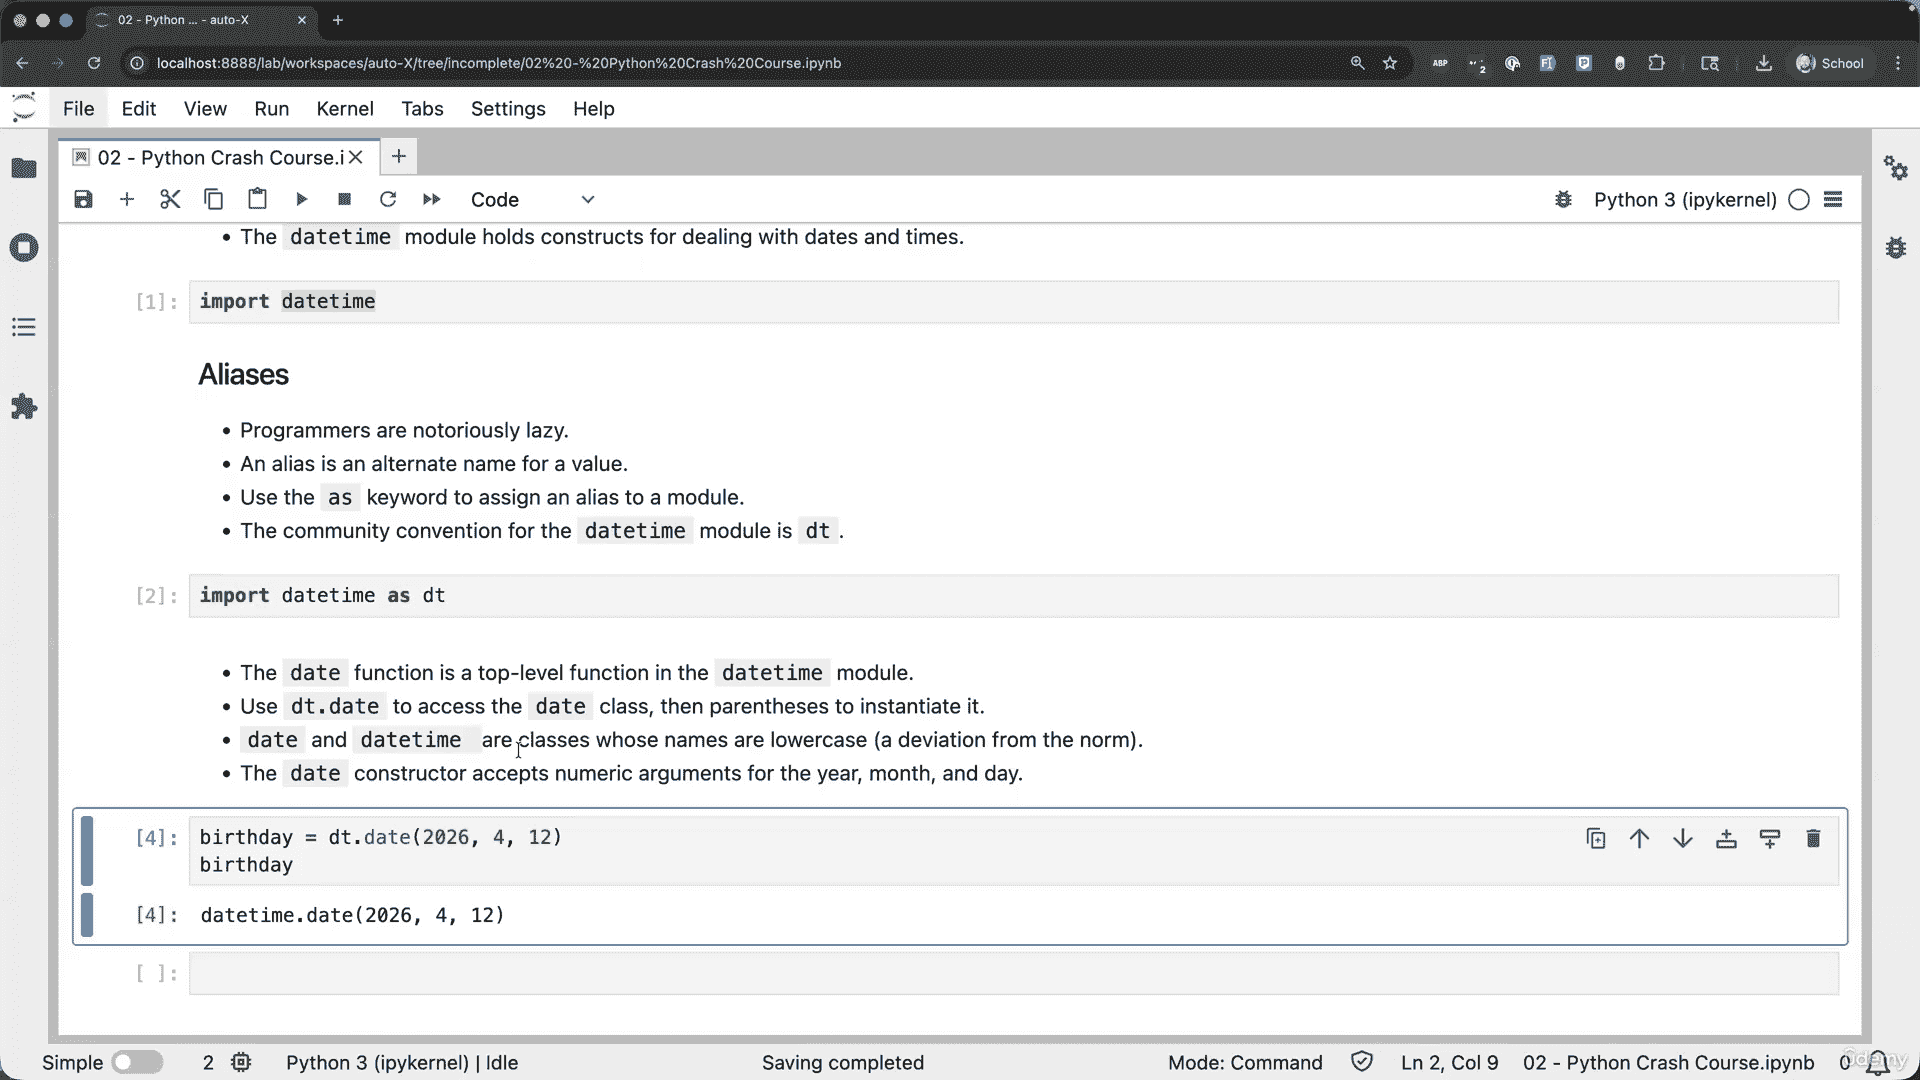 02 - Python ... - auto-X
localhost:8888/lab/workspaces/auto-X/tree/incomplete/02%20-%20Python%20Crash%20Course.ipynb
ABP
2
School
File Edit View Run Kernel Tabs Settings Help
02 - Python Crash Course.i
Code
Python 3 (ipykernel)
• The datetime module holds constructs for dealing with dates and times.
[1]: import datetime
Aliases
• Programmers are notoriously lazy.
• An alias is an alternate name for a value.
• Use the as keyword to assign an alias to a module.
• The community convention for the datetime module is dt .
[2]: import datetime as dt
• The date function is a top-level function in the datetime module.
• Use dt.date to access the date class, then parentheses to instantiate it.
• date and datetime are classes whose names are lowercase (a deviation from the norm).
• The date constructor accepts numeric arguments for the year, month, and day.
[4]: birthday = dt.date(2026, 4, 12)
birthday
[4]: datetime.date(2026, 4, 12)
[ ]:
Simple 2 Python 3 (ipykernel) | Idle Saving completed Mode: Command Ln 2, Col 9 02 - Python Crash Course.ipynb 0
Udemy